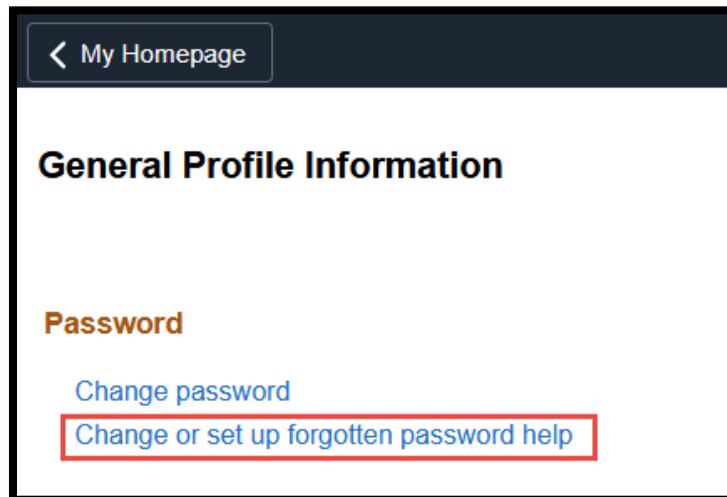 My Homepage
General Profile Information
Password
Change password
Change or set up forgotten password help